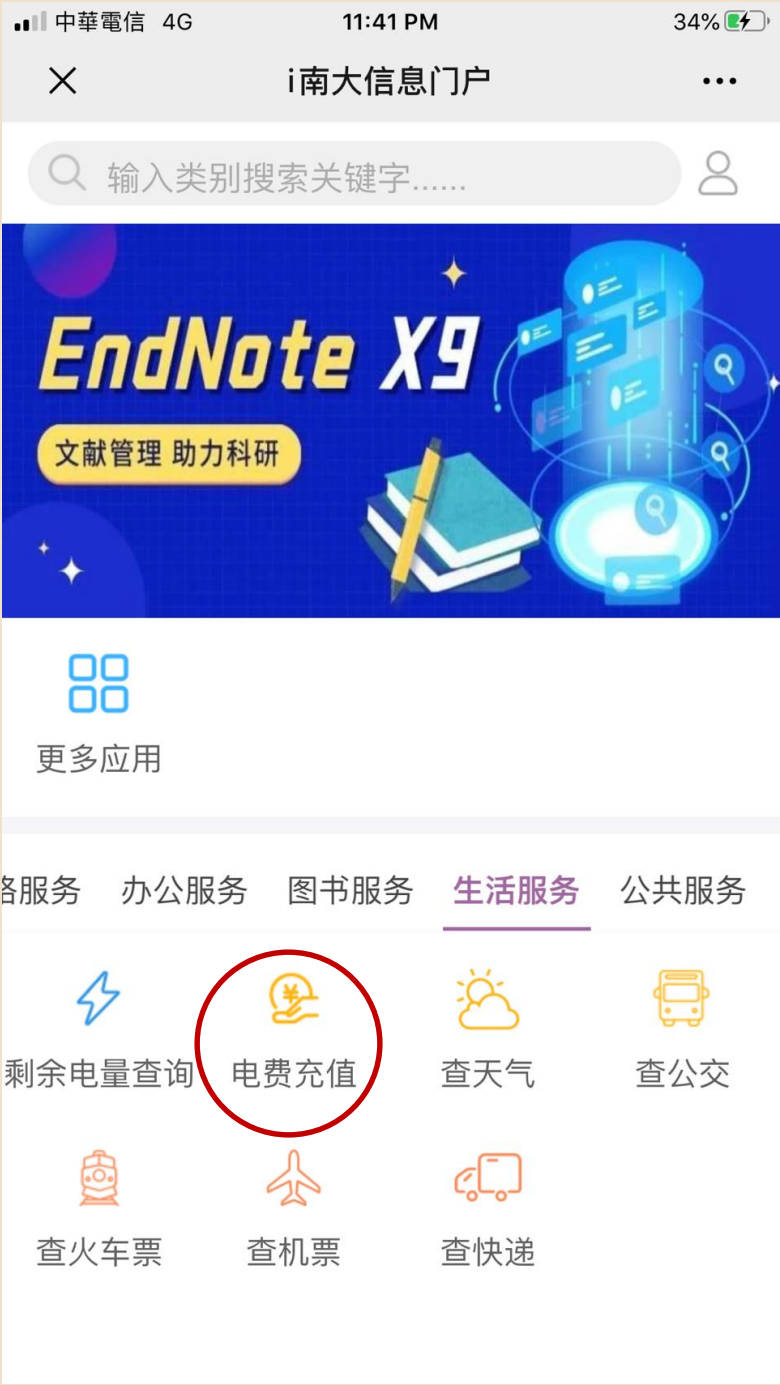 中華電信 4G 11:41 PM 34%
i南大信息门户
输入类别搜索关键字......
EndNote X9
文献管理 助力科研
更多应用
络服务 办公服务 图书服务 生活服务 公共服务
剩余电量查询 电费充值 查天气 查公交
查火车票 查机票 查快递